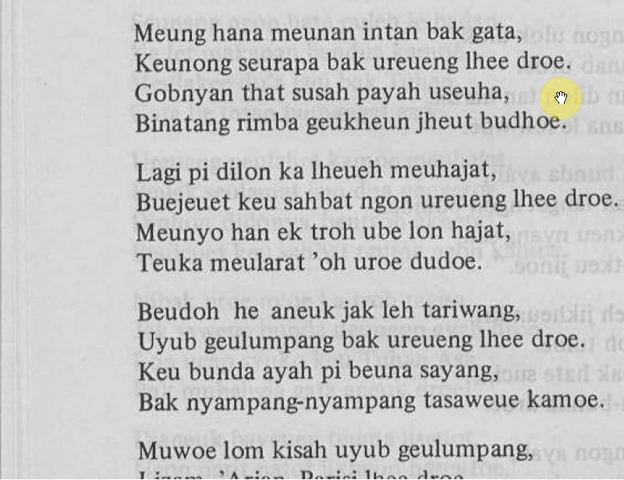 Meung hana meunan intan bak gata,
Keunong seurapa bak ureueng lhee droe.
Gobnyan that susah payah useuha,
Binatang rimba geukheun jheut budhoe.
Lagi pi dilon ka lheueh meuhajat,
Buejeuet keu sahbat ngon ureueng lhee droe.
Meunyo han ek troh ube lon hajat,
Teuka meularat ’oh uroe dudoe.
Beudoh he aneuk jak leh tariwang,
Uyub geulumpang bak ureueng lhee droe.
Keu bunda ayah pi beuna sayang,
Bak nyampang-nyampang tasaweue kamoe.
Muwoe lom kisah uyub geulumpang,